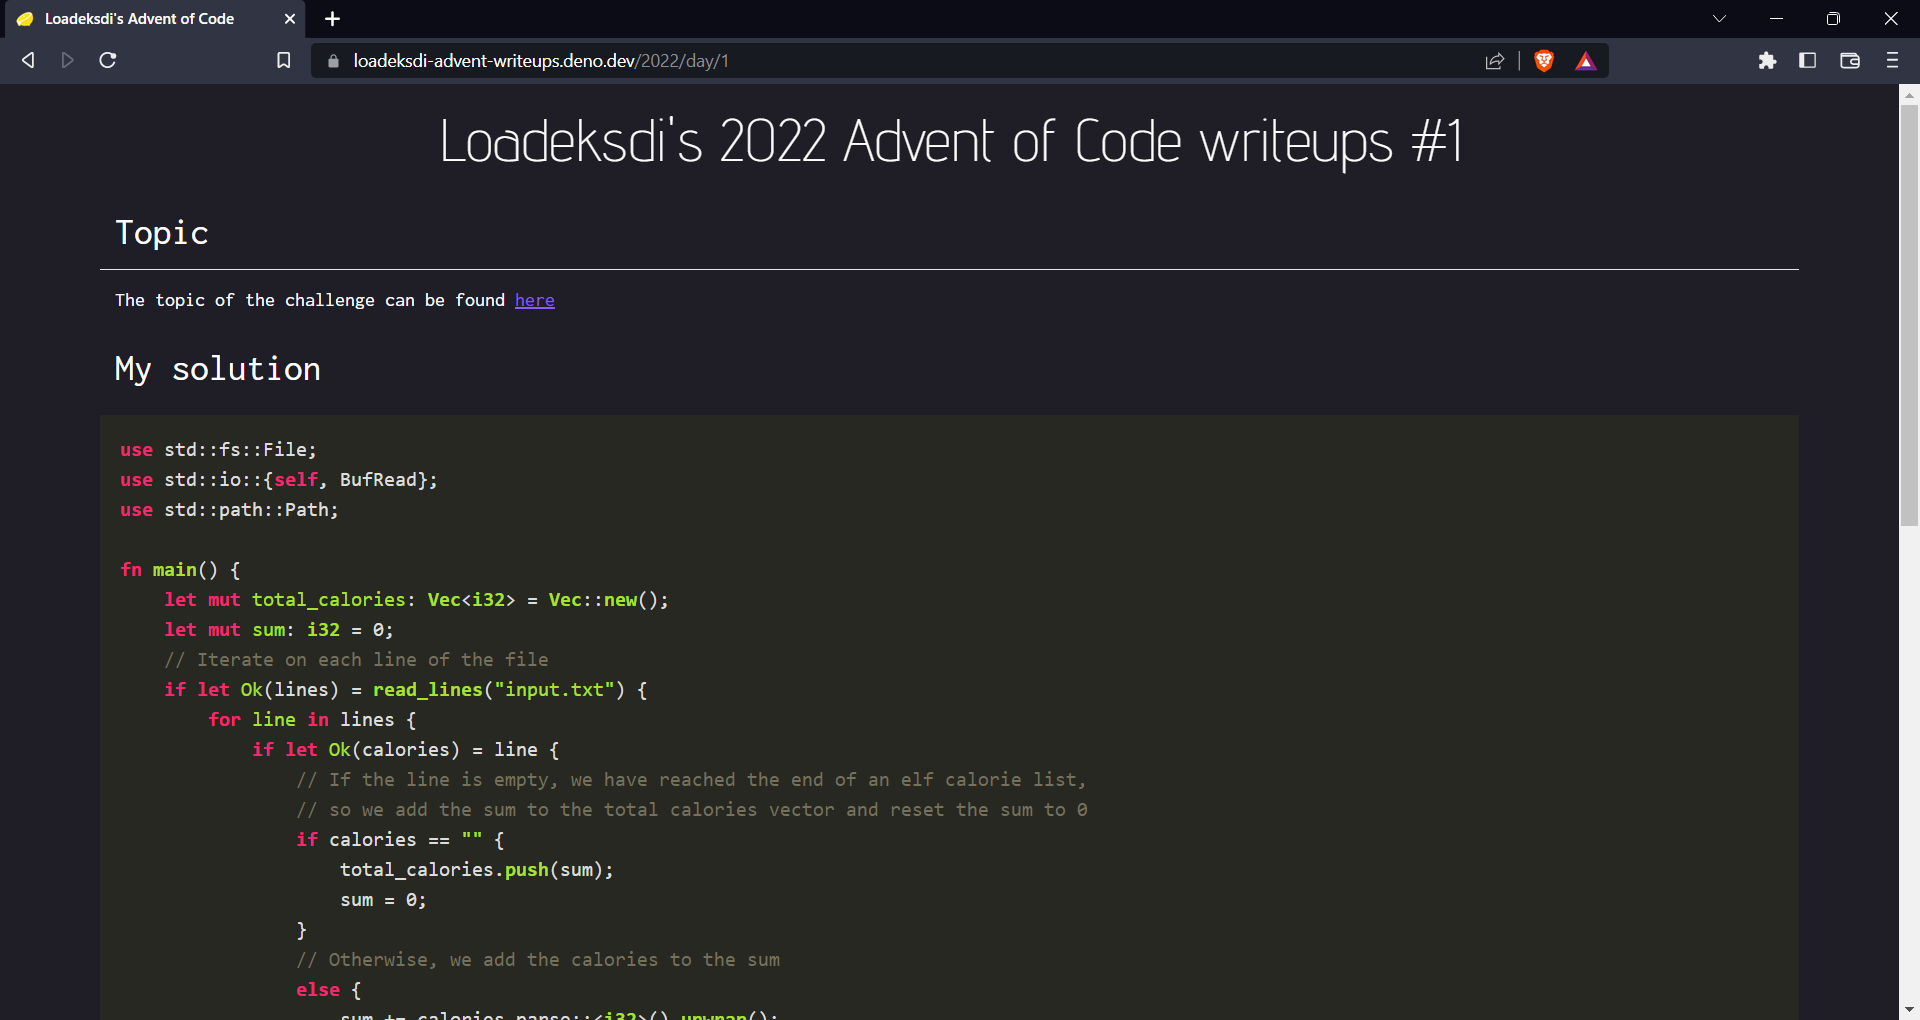 Loadeksdi's Advent of Code
loadeksdi-advent-writeups.deno.dev/2022/day/1
Loadeksdi's 2022 Advent of Code writeups #1
Topic
The topic of the challenge can be found here
My solution
use std::fs::File;
use std::io::{self, BufRead};
use std::path::Path;
fn main() {
    let mut total_calories: Vec<i32> = Vec::new();
    let mut sum: i32 = 0;
    // Iterate on each line of the file
    if let Ok(lines) = read_lines("input.txt") {
        for line in lines {
            if let Ok(calories) = line {
                // If the line is empty, we have reached the end of an elf calorie list,
                // so we add the sum to the total calories vector and reset the sum to 0
                if calories == "" {
                    total_calories.push(sum);
                    sum = 0;
                }
                // Otherwise, we add the calories to the sum
                else {
                    sum += calories.parse::<i32>().unwrap();